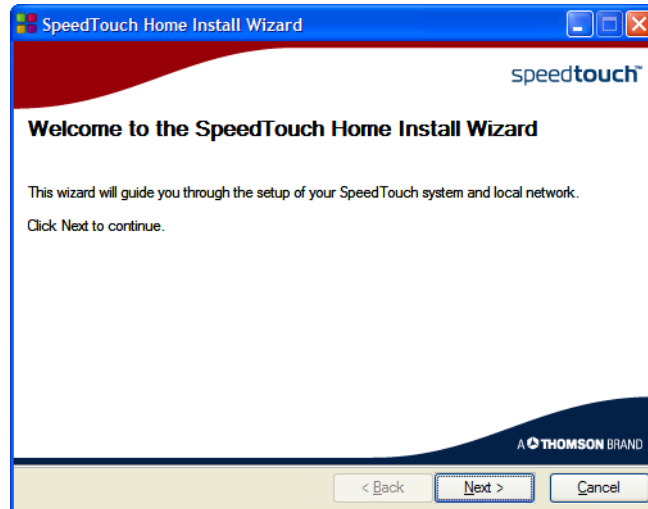 SpeedTouch Home Install Wizard
speedtouch™
Welcome to the SpeedTouch Home Install Wizard
This wizard will guide you through the setup of your SpeedTouch system and local network.
Click Next to continue.
A THOMSON BRAND
< Back
Next >
Cancel